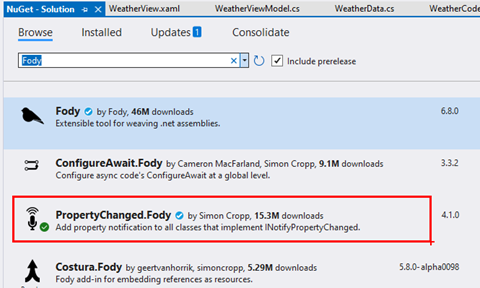 NuGet - Solution WeatherView.xaml WeatherViewModel.cs WeatherData.cs WeatherCode
Browse Installed Updates 1 Consolidate
Fody Include prerelease
Fody by Fody, 46M downloads 6.8.0
Extensible tool for weaving .net assemblies.
ConfigureAwait.Fody by Cameron MacFarland, Simon Cropp, 9.1M downloads 3.3.2
Configure async code's ConfigureAwait at a global level.
PropertyChanged.Fody by Simon Cropp, 15.3M downloads 4.1.0
Add property notification to all classes that implement INotifyPropertyChanged.
Costura.Fody by geertvanhorrik, simoncropp, 5.29M downloads 5.8.0-alpha0098
Fody add-in for embedding references as resources.